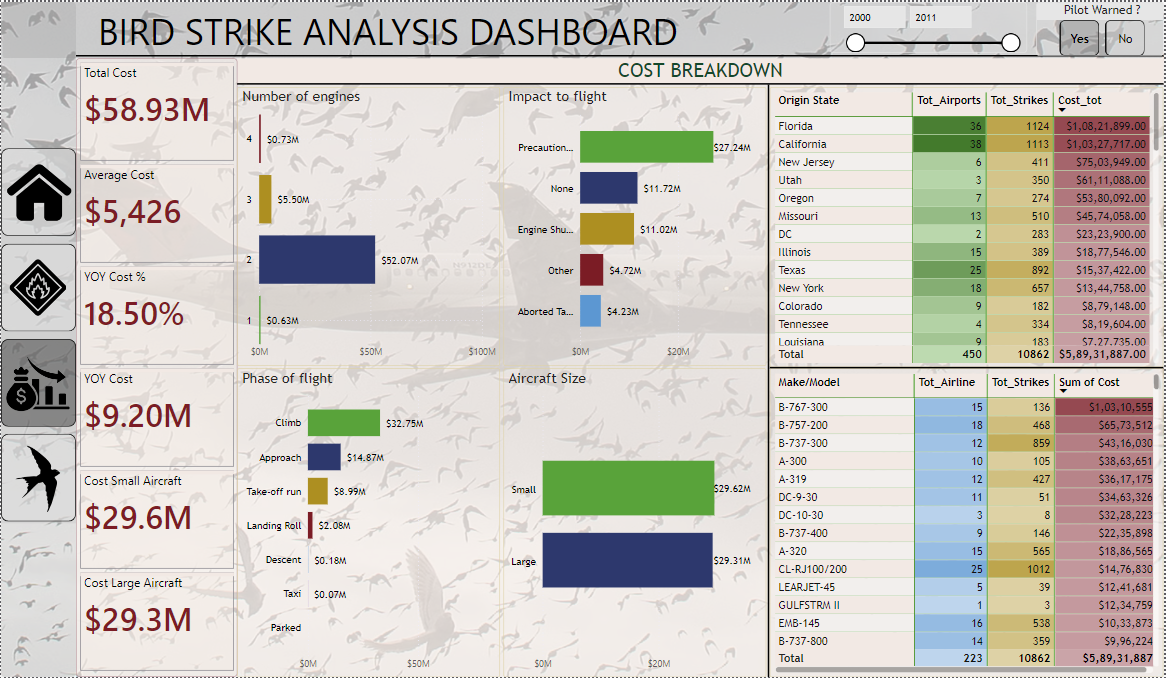 BIRD STRIKE ANALYSIS DASHBOARD
2000 2011
Pilot Warned ?
Yes No
COST BREAKDOWN
Total Cost
$58.93M
Average Cost
$5,426
YOY Cost %
18.50%
YOY Cost
$9.20M
Cost Small Aircraft
$29.6M
Cost Large Aircraft
$29.3M
Number of engines
4 $0.73M
3 $5.50M
2 $52.07M
1 $0.63M
$0M $50M $100M
Impact to flight
Precaution... $27.24M
None $11.72M
Engine Shu... $11.02M
Other $4.72M
Aborted Ta... $4.23M
$0M $20M
Phase of flight
Climb $32.75M
Approach $14.87M
Take-off run $8.99M
Landing Roll $2.08M
Descent $0.18M
Taxi $0.07M
Parked
$0M $50M
Aircraft Size
Small $29.62M
Large $29.31M
$0M $20M
Origin State Tot_Airports Tot_Strikes Cost_tot
Florida 36 1124 $1,08,21,899.00
California 38 1113 $1,03,27,717.00
New Jersey 6 411 $75,03,949.00
Utah 3 350 $61,11,088.00
Oregon 7 274 $53,80,092.00
Missouri 13 510 $45,74,058.00
DC 2 283 $23,23,900.00
Illinois 15 389 $18,77,546.00
Texas 25 892 $15,37,422.00
New York 18 657 $13,44,758.00
Colorado 9 182 $8,79,148.00
Tennessee 4 334 $8,19,604.00
Louisiana 9 183 $7,27,735.00
Total 450 10862 $5,89,31,887.00
Make/Model Tot_Airline Tot_Strikes Sum of Cost
B-767-300 15 136 $1,03,10,555
B-757-200 18 468 $65,73,512
B-737-300 12 859 $43,16,030
A-300 10 105 $38,63,651
A-319 12 427 $36,17,175
DC-9-30 11 51 $34,63,326
DC-10-30 3 8 $32,28,223
B-737-400 9 146 $22,35,898
A-320 15 565 $18,86,565
CL-RJ100/200 25 1012 $14,76,830
LEARJET-45 5 39 $12,41,681
GULFSTRM II 1 3 $12,34,759
EMB-145 16 538 $10,33,873
B-737-800 14 359 $9,96,224
Total 223 10862 $5,89,31,887